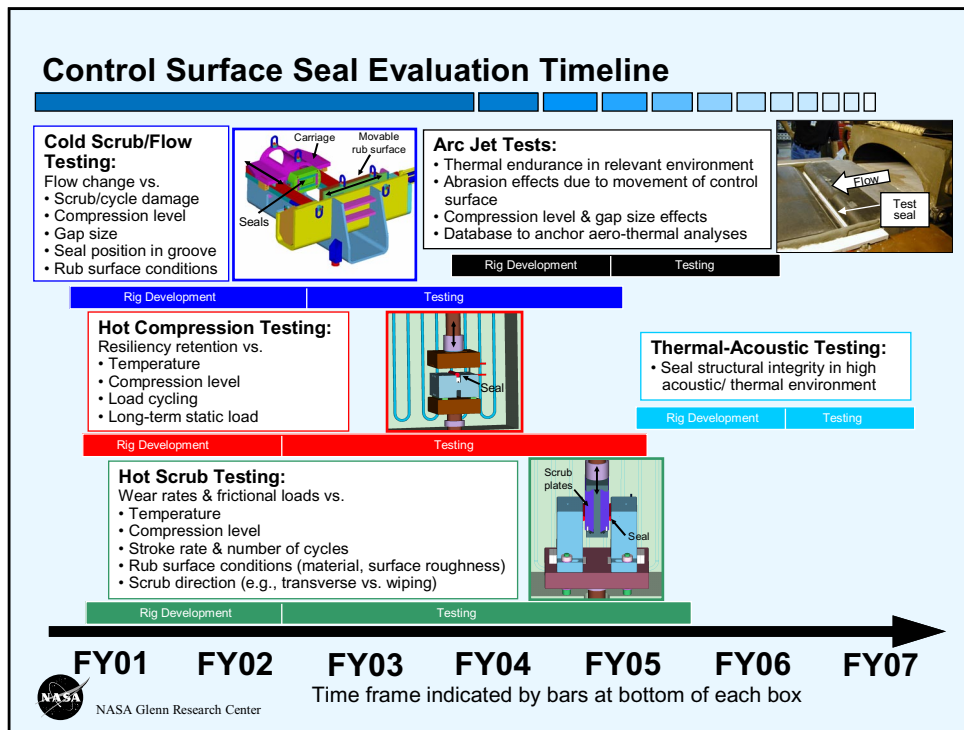 Control Surface Seal Evaluation Timeline
Cold Scrub/Flow
Testing:
Flow change vs.
• Scrub/cycle damage
• Compression level
• Gap size
• Seal position in groove
• Rub surface conditions
Carriage
Movable
rub surface
Seals
Rig Development
Testing
Arc Jet Tests:
• Thermal endurance in relevant environment
• Abrasion effects due to movement of control
surface
• Compression level & gap size effects
• Database to anchor aero-thermal analyses
Flow
Test
seal
Rig Development
Testing
Hot Compression Testing:
Resiliency retention vs.
• Temperature
• Compression level
• Load cycling
• Long-term static load
Seal
Rig Development
Testing
Thermal-Acoustic Testing:
• Seal structural integrity in high
acoustic/ thermal environment
Rig Development
Testing
Hot Scrub Testing:
Wear rates & frictional loads vs.
• Temperature
• Compression level
• Stroke rate & number of cycles
• Rub surface conditions (material, surface roughness)
• Scrub direction (e.g., transverse vs. wiping)
Scrub
plates
Seal
Rig Development
Testing
FY01 FY02 FY03 FY04 FY05 FY06 FY07
Time frame indicated by bars at bottom of each box
NASA
NASA Glenn Research Center